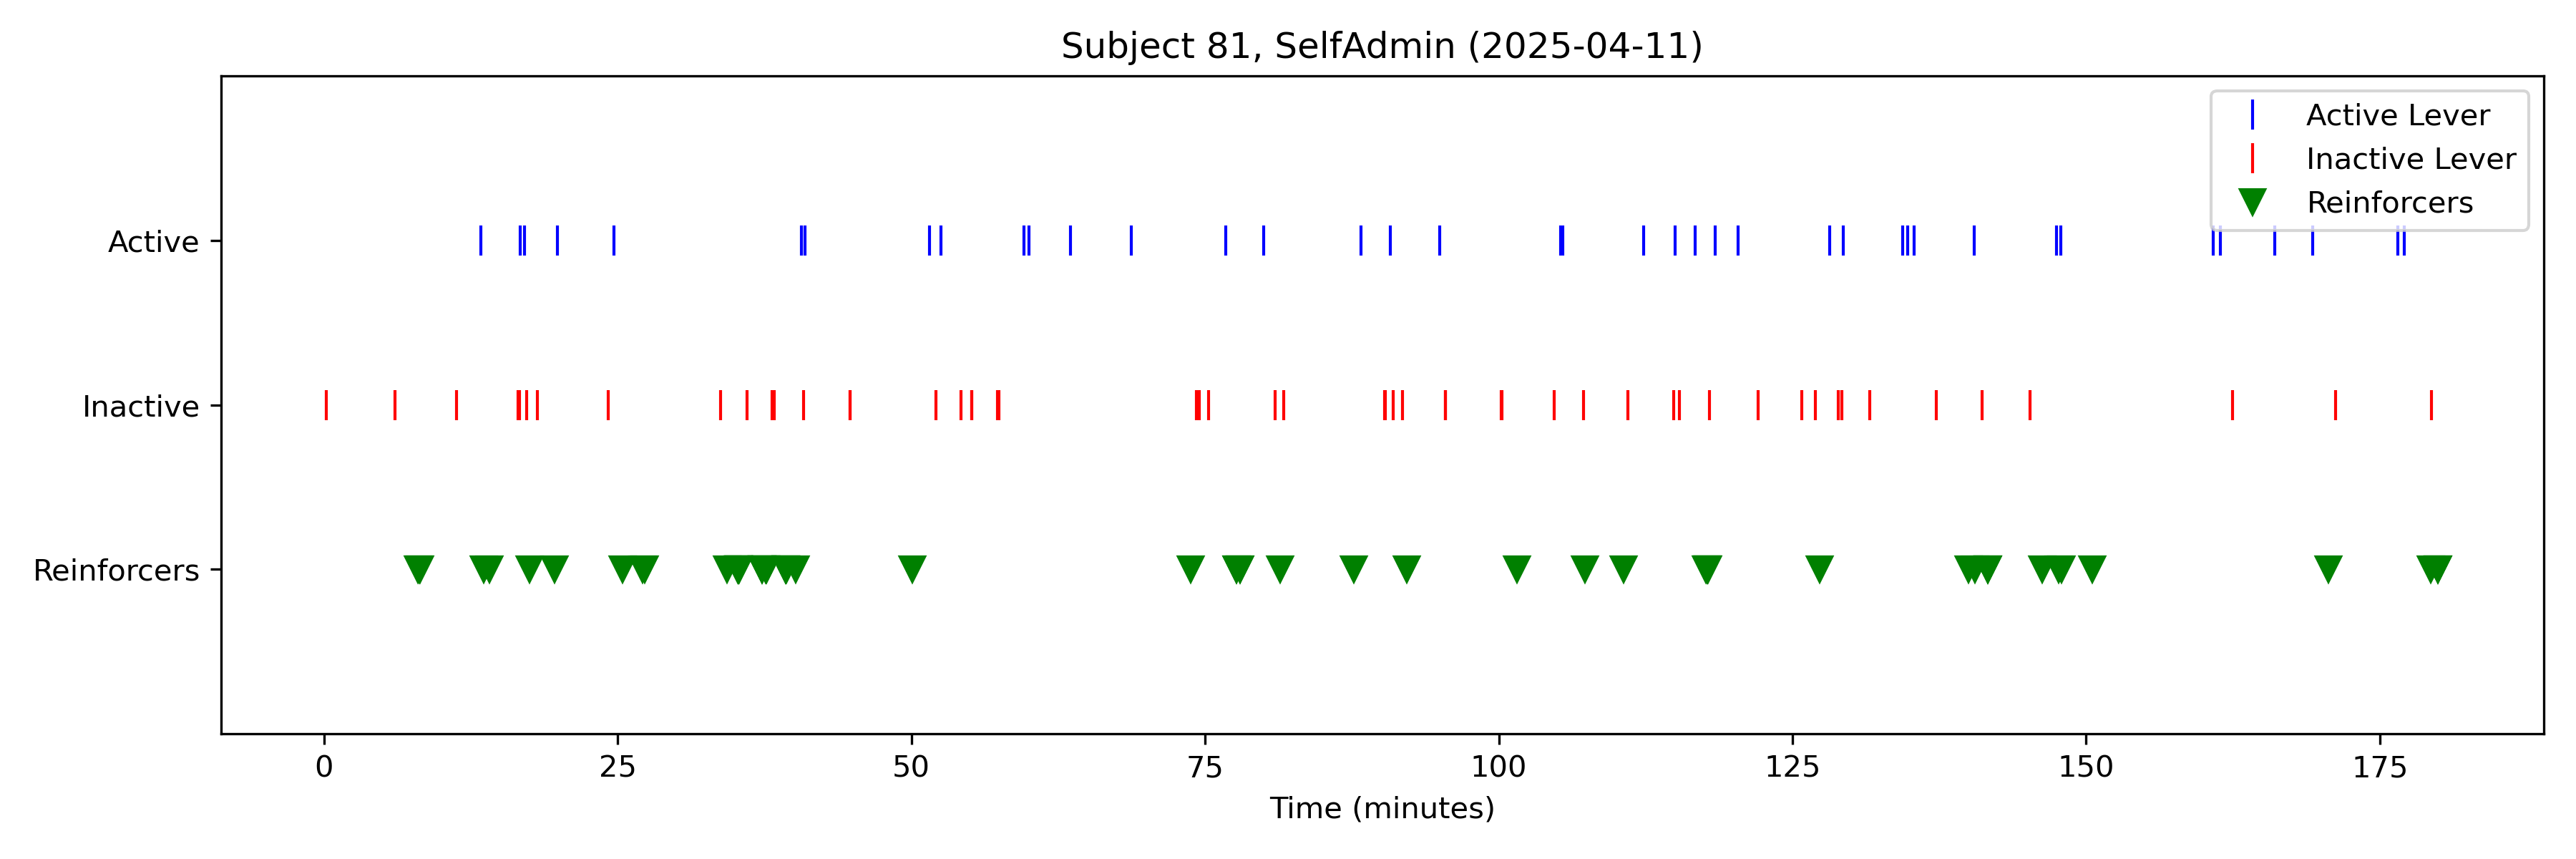 Subject 81, SelfAdmin (2025-04-11)
Active Lever
Inactive Lever
Reinforcers
Active
Inactive
Reinforcers
0 25 50 75 100 125 150 175
Time (minutes)